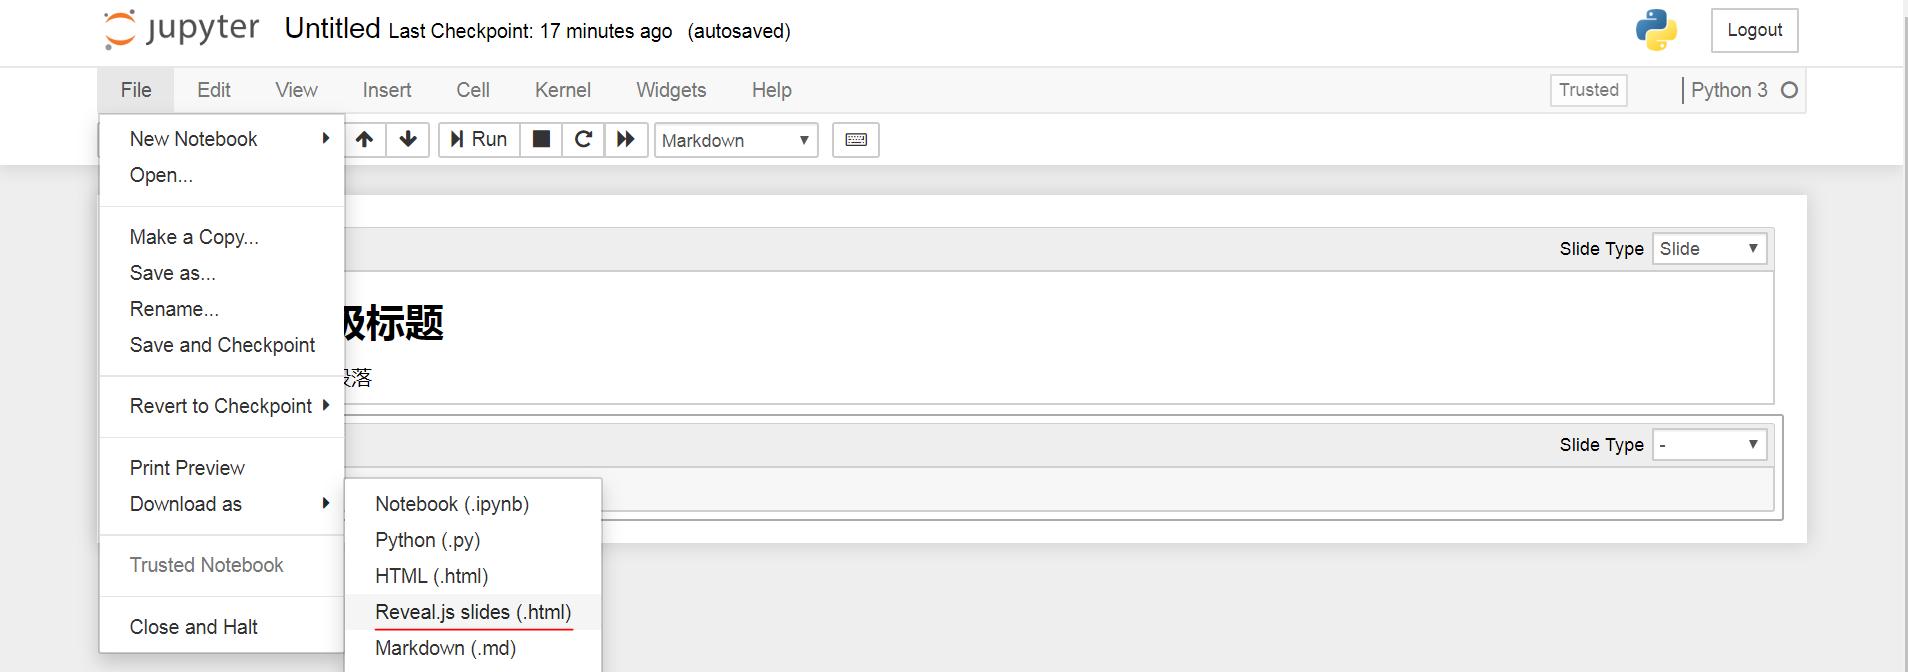 jupyter Untitled Last Checkpoint: 17 minutes ago (autosaved)
Logout
File Edit View Insert Cell Kernel Widgets Help
Trusted
Python 3
Run
Markdown
New Notebook
Open...
Make a Copy...
Save as...
Rename...
Save and Checkpoint
Revert to Checkpoint
Print Preview
Download as
Trusted Notebook
Close and Halt
Notebook (.ipynb)
Python (.py)
HTML (.html)
Reveal.js slides (.html)
Markdown (.md)
Slide Type Slide
级标题
段落
Slide Type -